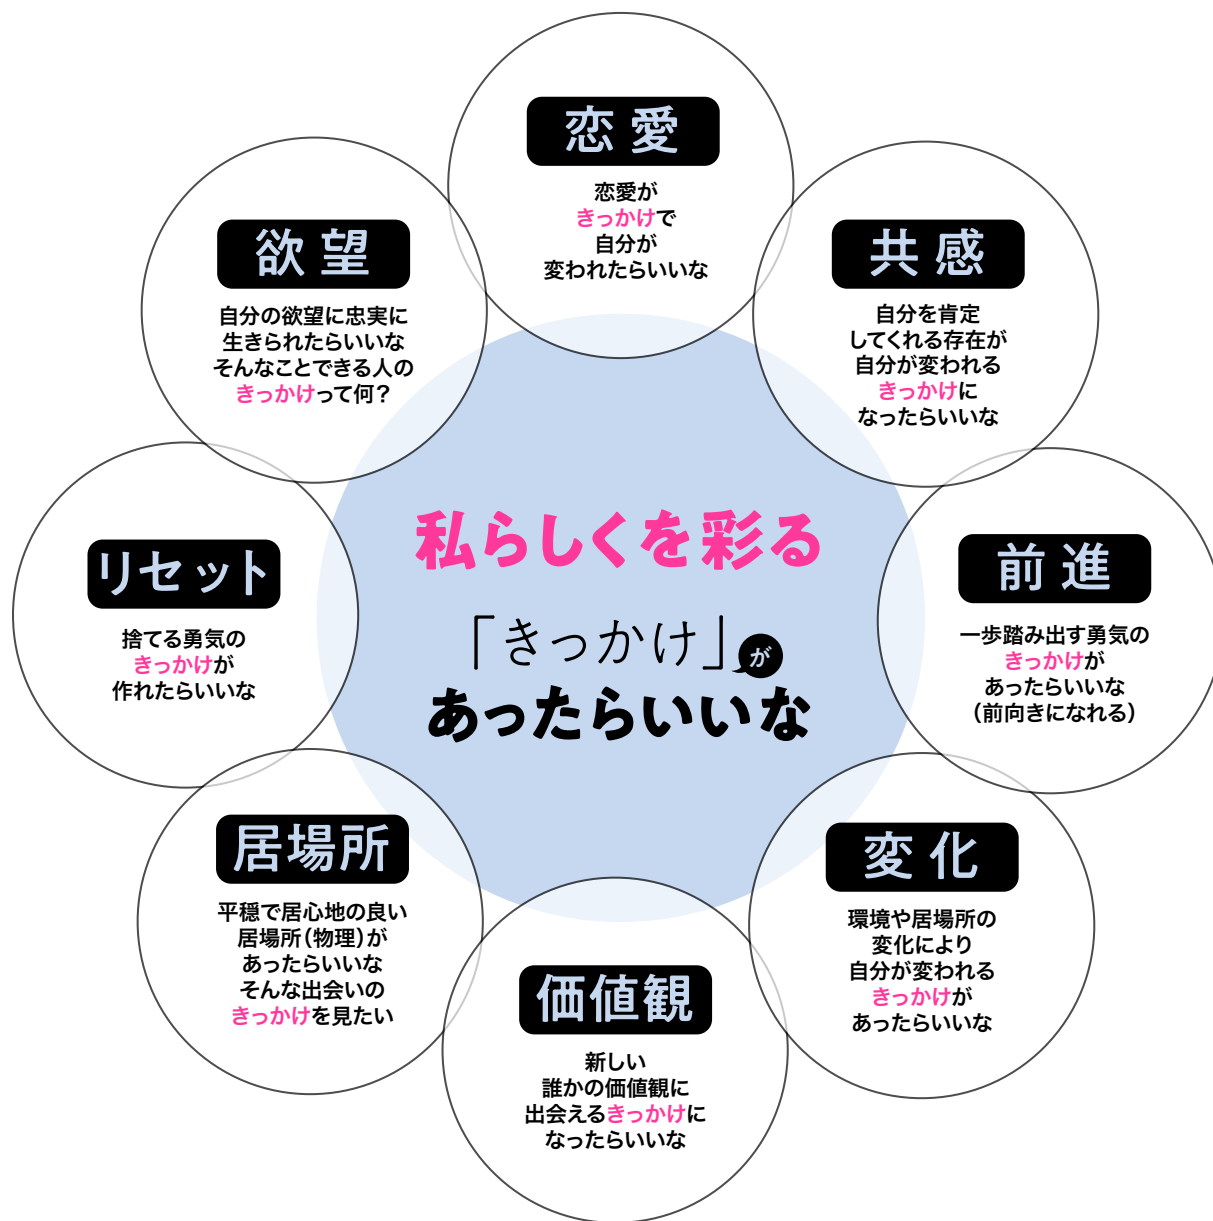 恋愛
恋愛が
きっかけで
自分が
変われたらいいな
共感
自分を肯定
してくれる存在が
自分が変われる
きっかけに
なったらいいな
前進
一歩踏み出す勇気の
きっかけが
あったらいいな
(前向きになれる)
変化
環境や居場所の
変化により
自分が変われる
きっかけが
あったらいいな
価値観
新しい
誰かの価値観に
出会えるきっかけに
なったらいいな
居場所
平穏で居心地の良い
居場所(物理)が
あったらいいな
そんな出会いの
きっかけを見たい
リセット
捨てる勇気の
きっかけが
作れたらいいな
欲望
自分の欲望に忠実に
生きられたらいいな
そんなことできる人の
きっかけって何?
私らしくを彩る
「きっかけ」が
あったらいいな